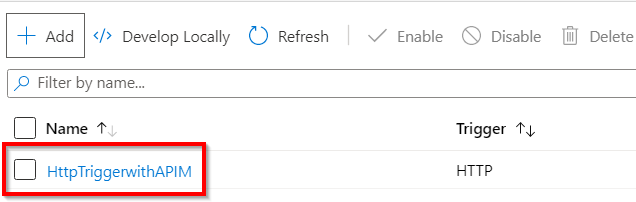 Add Develop Locally Refresh Enable Disable Delete
Filter by name...
Name Trigger
HttpTriggerwithAPIM HTTP